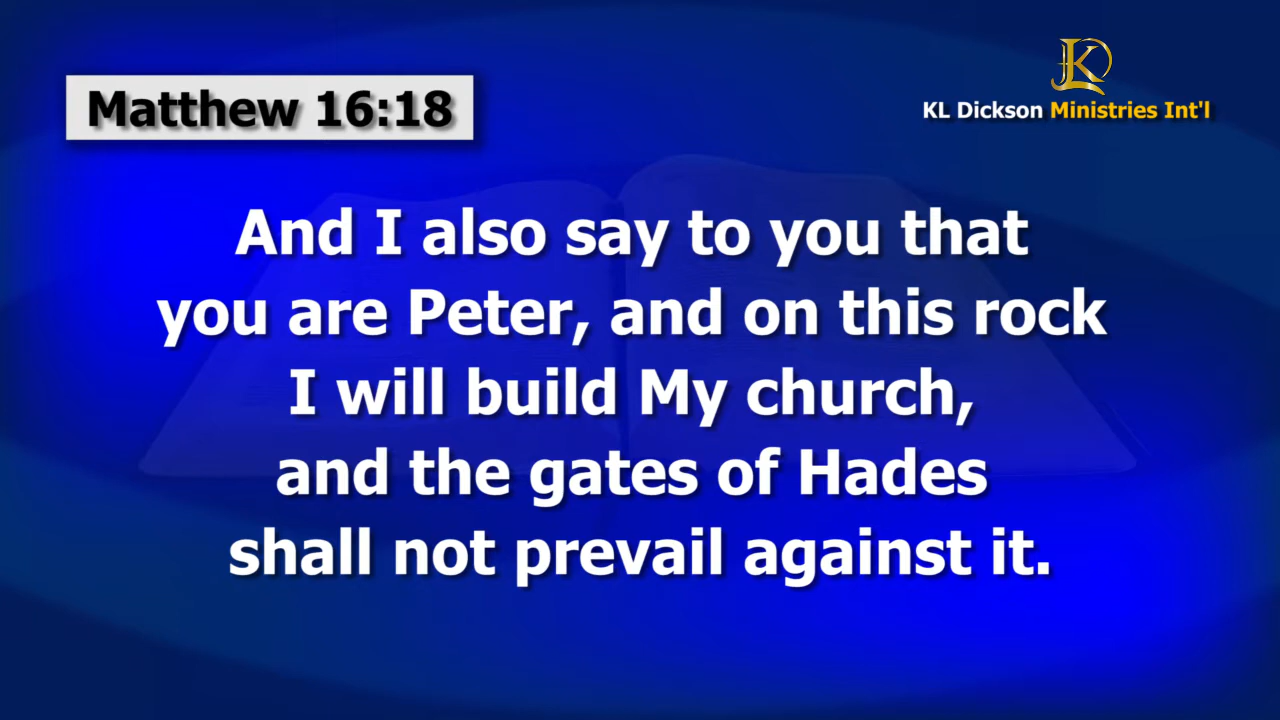 Matthew 16:18
KL Dickson Ministries Int'l
And I also say to you that
you are Peter, and on this rock
I will build My church,
and the gates of Hades
shall not prevail against it.